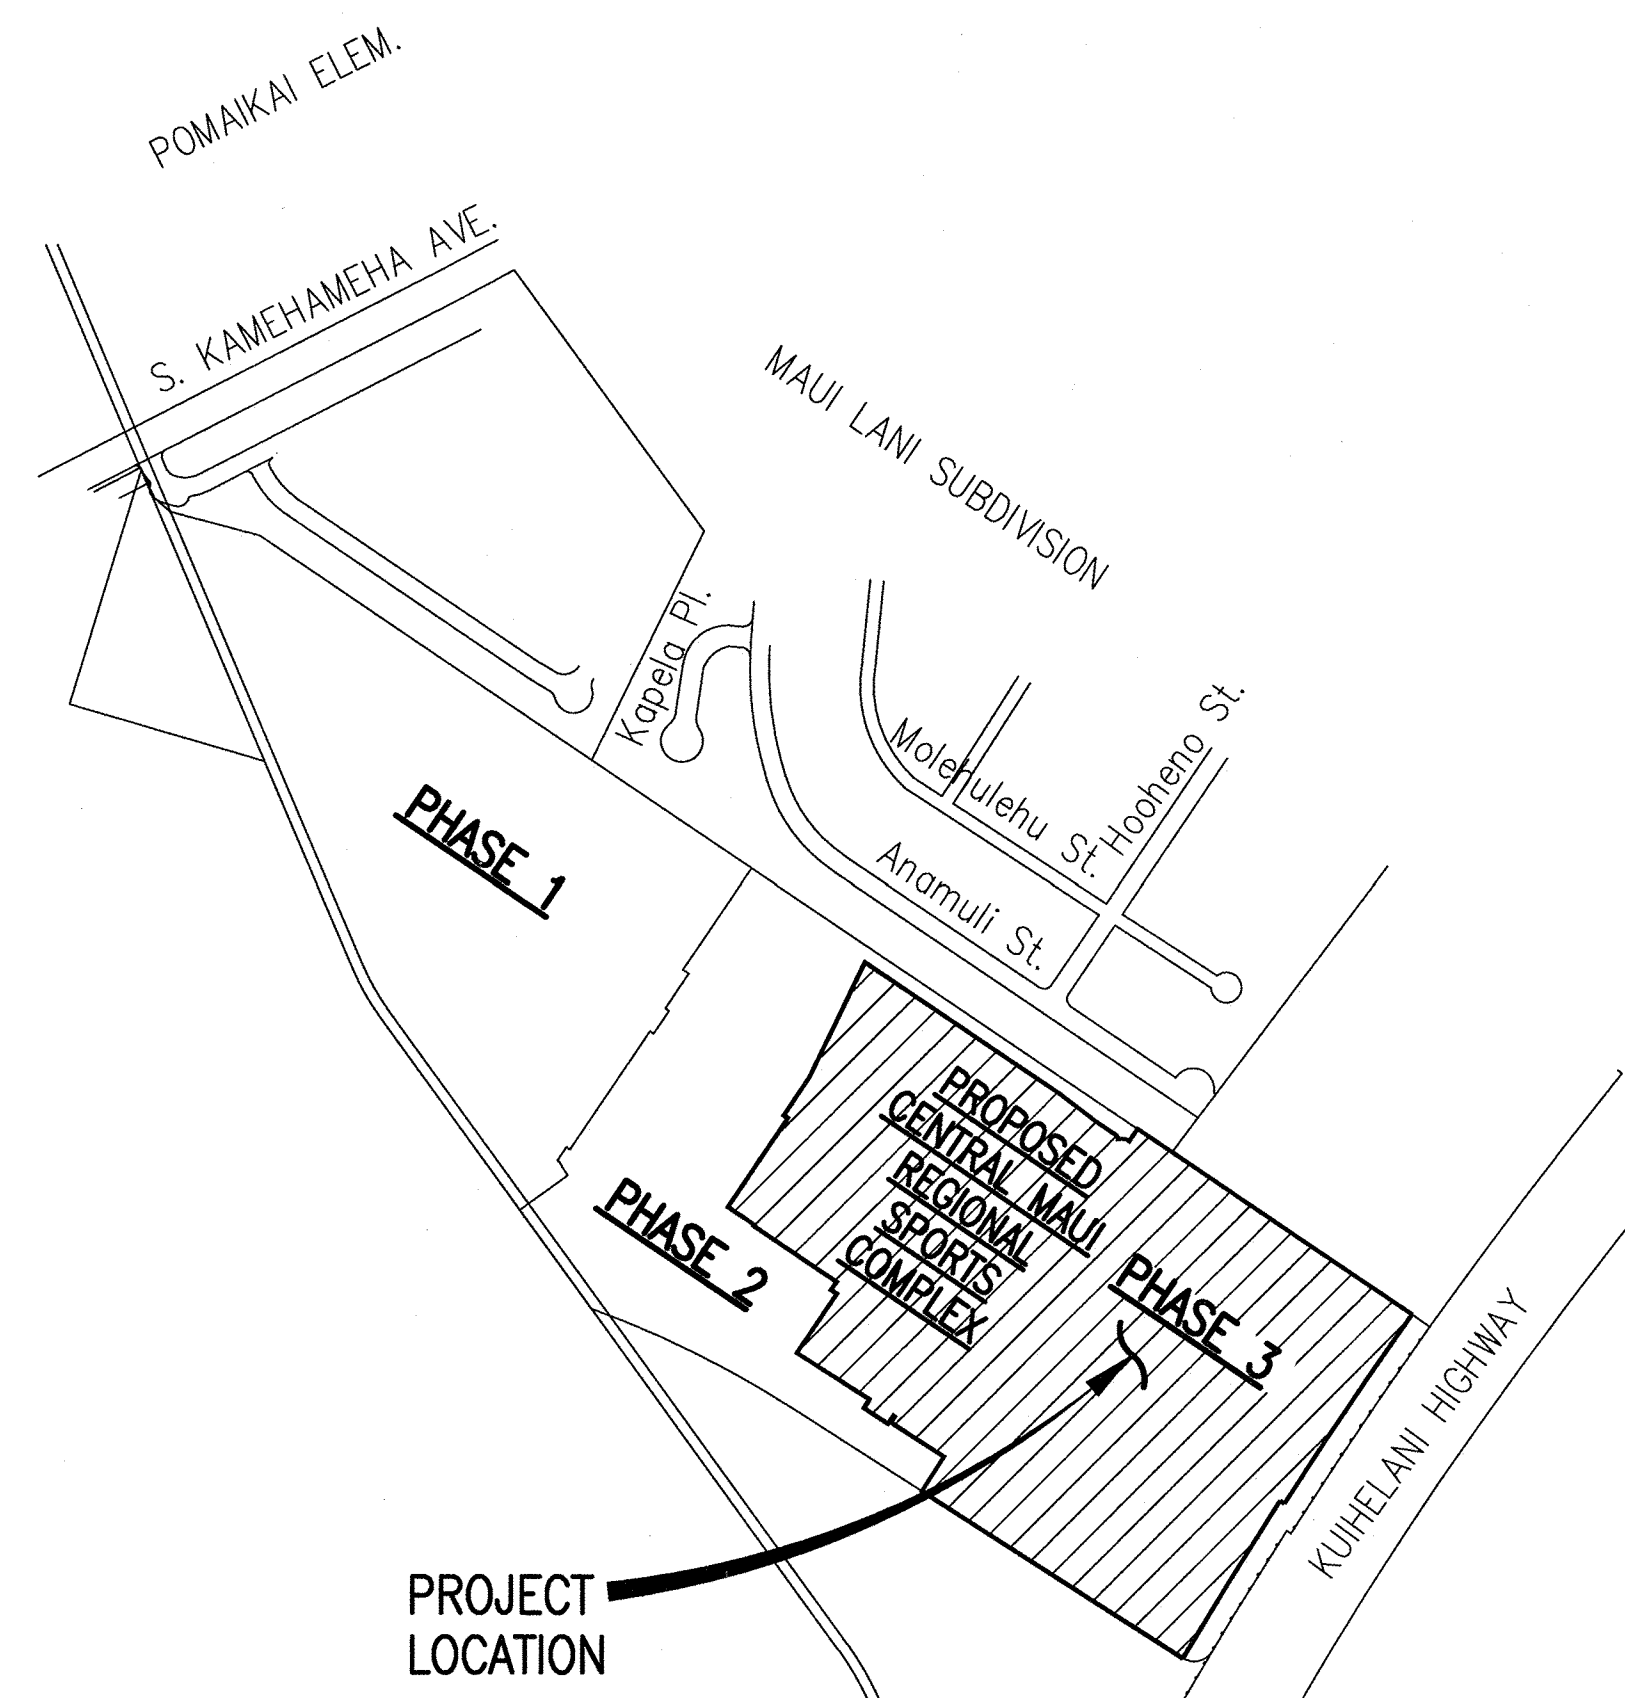 POMAIKAI ELEM.
S. KAMEHAMEHA AVE.
MAUI LANI SUBDIVISION
Kapela Pl.
Molehulehu St.
Hooheno St.
Anamuli St.
PHASE 1
PROPOSED
CENTRAL MAUI
REGIONAL
SPORTS
COMPLEX
PHASE 2
PHASE 3
KUIHELANI HIGHWAY
PROJECT
LOCATION